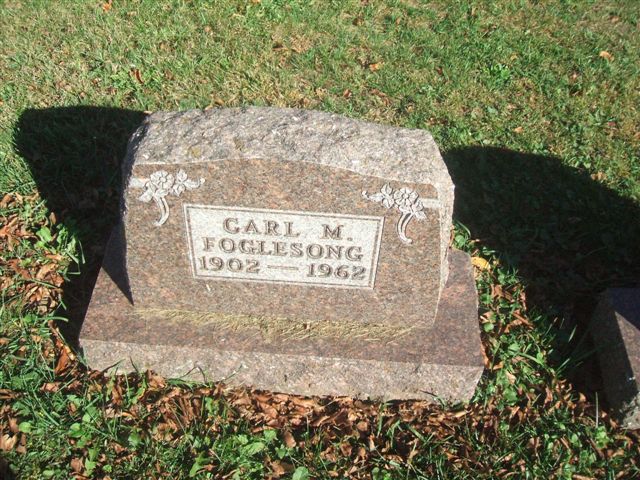 CARL M.
FOGLESONG
1902 — 1962